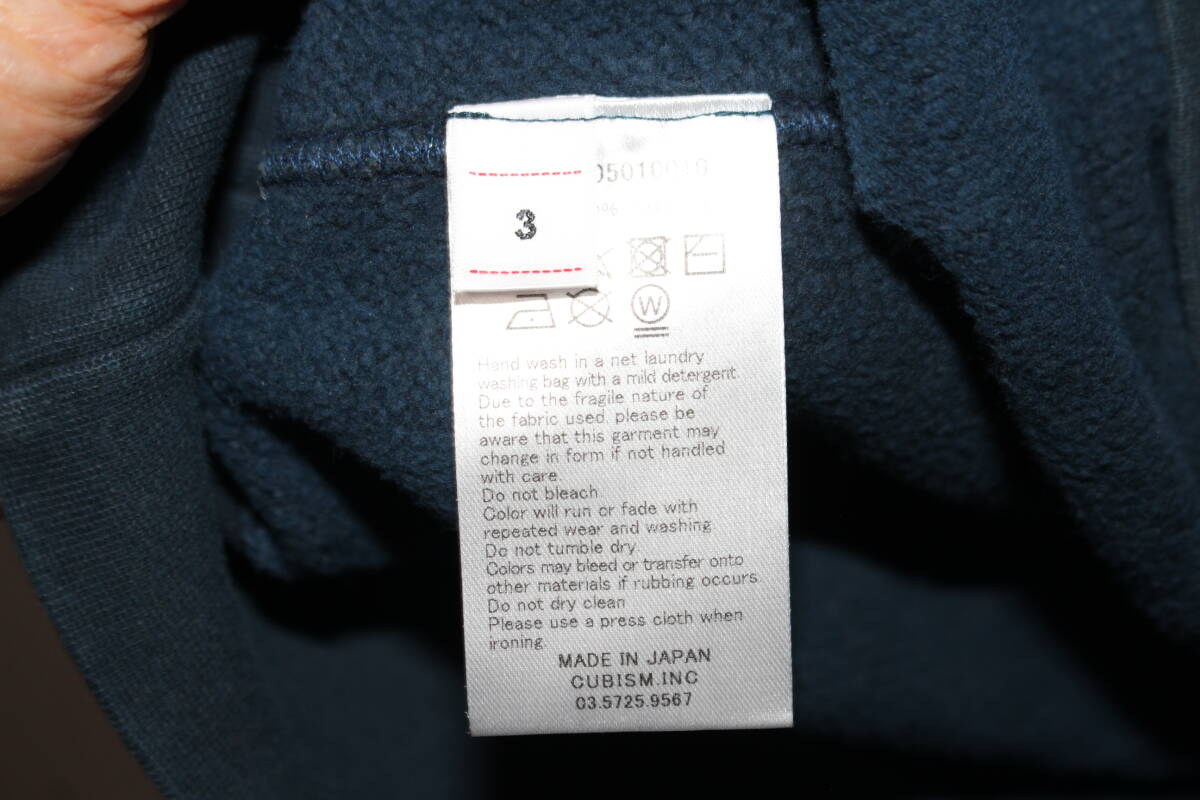 05010010
3
W
Hand wash in a net laundry
washing bag with a mild detergent.
Due to the fragile nature of
the fabric used, please be
aware that this garment may
change in form if not handled
with care.
Do not bleach
Color will run or fade with
repeated wear and washing
Do not tumble dry.
Colors may bleed or transfer onto
other materials if rubbing occurs
Do not dry clean
Please use a press cloth when
ironing.
MADE IN JAPAN
CUBISM.INC
03.5725.9567